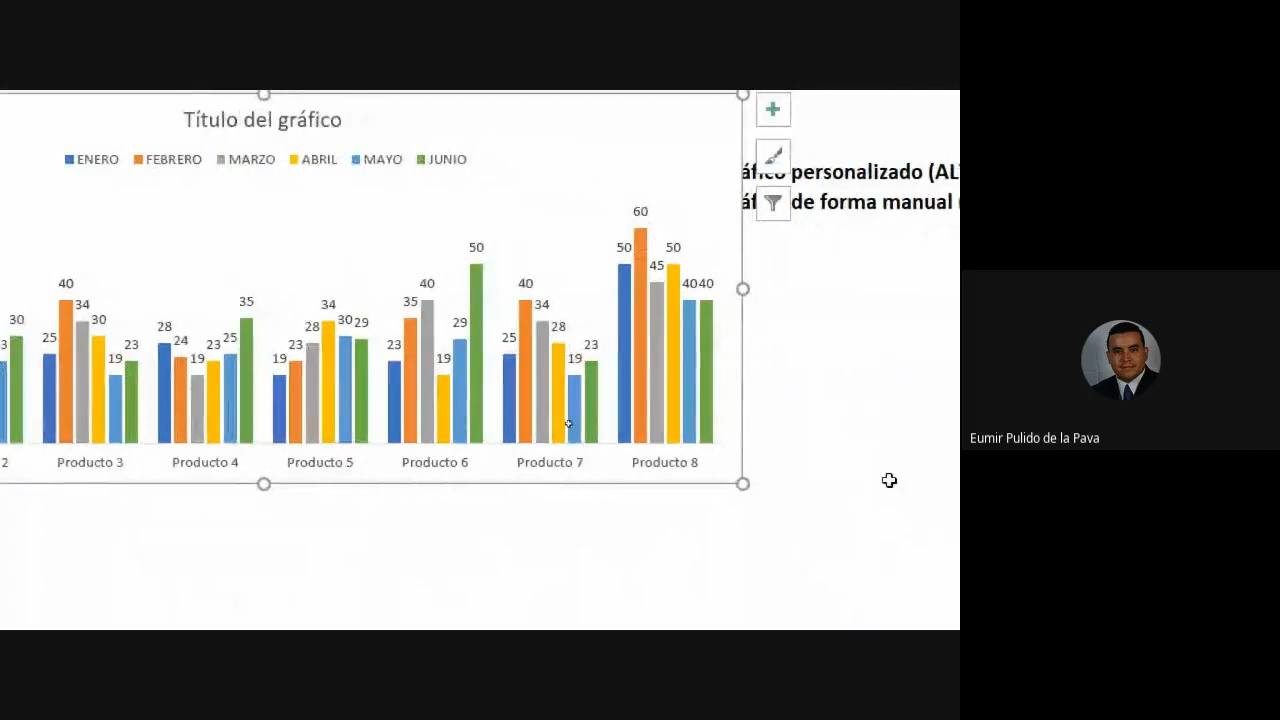 Título del gráfico
ENERO FEBRERO MARZO ABRIL MAYO JUNIO
áfico personalizado (AL
áf de forma manual
60
50 50 50
40 40 45
35 34 40 34 40 40
30 34 30 28 28 30 29 35 29 28
3 25 19 23 24 19 23 25 19 23 23 19 25 19 23
2 Producto 3 Producto 4 Producto 5 Producto 6 Producto 7 Producto 8
Eumir Pulido de la Pava